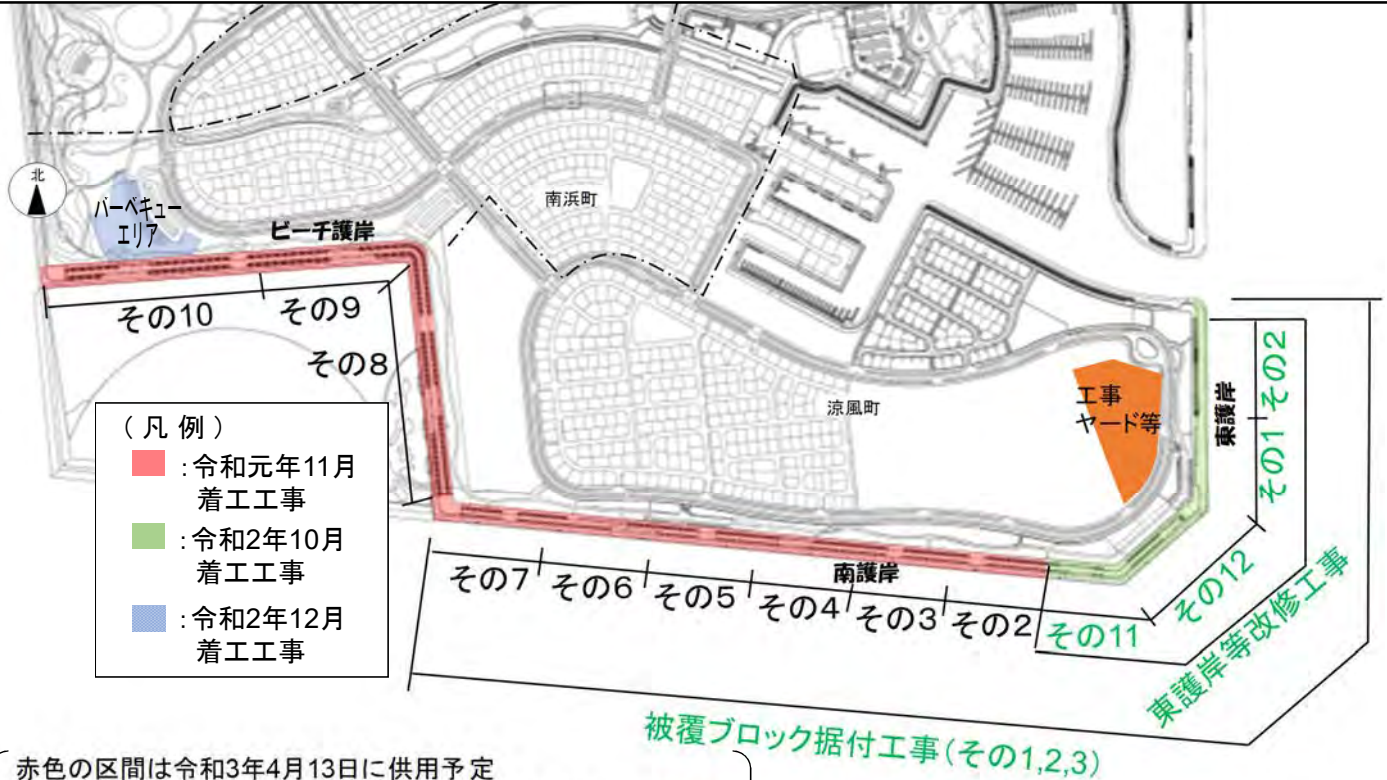 北
南浜町
バーベキュー
エリア
ビーチ護岸
その10
その9
その8
涼風町
工事
ヤード等
東護岸
その2
その1
(凡例)
:令和元年11月
着工工事
:令和2年10月
着工工事
:令和2年12月
着工工事
その7
その6
その5
その4
その3
その2
南護岸
その11
その12
東護岸等改修工事
被覆ブロック据付工事(その1,2,3)
赤色の区間は令和3年4月13日に供用予定